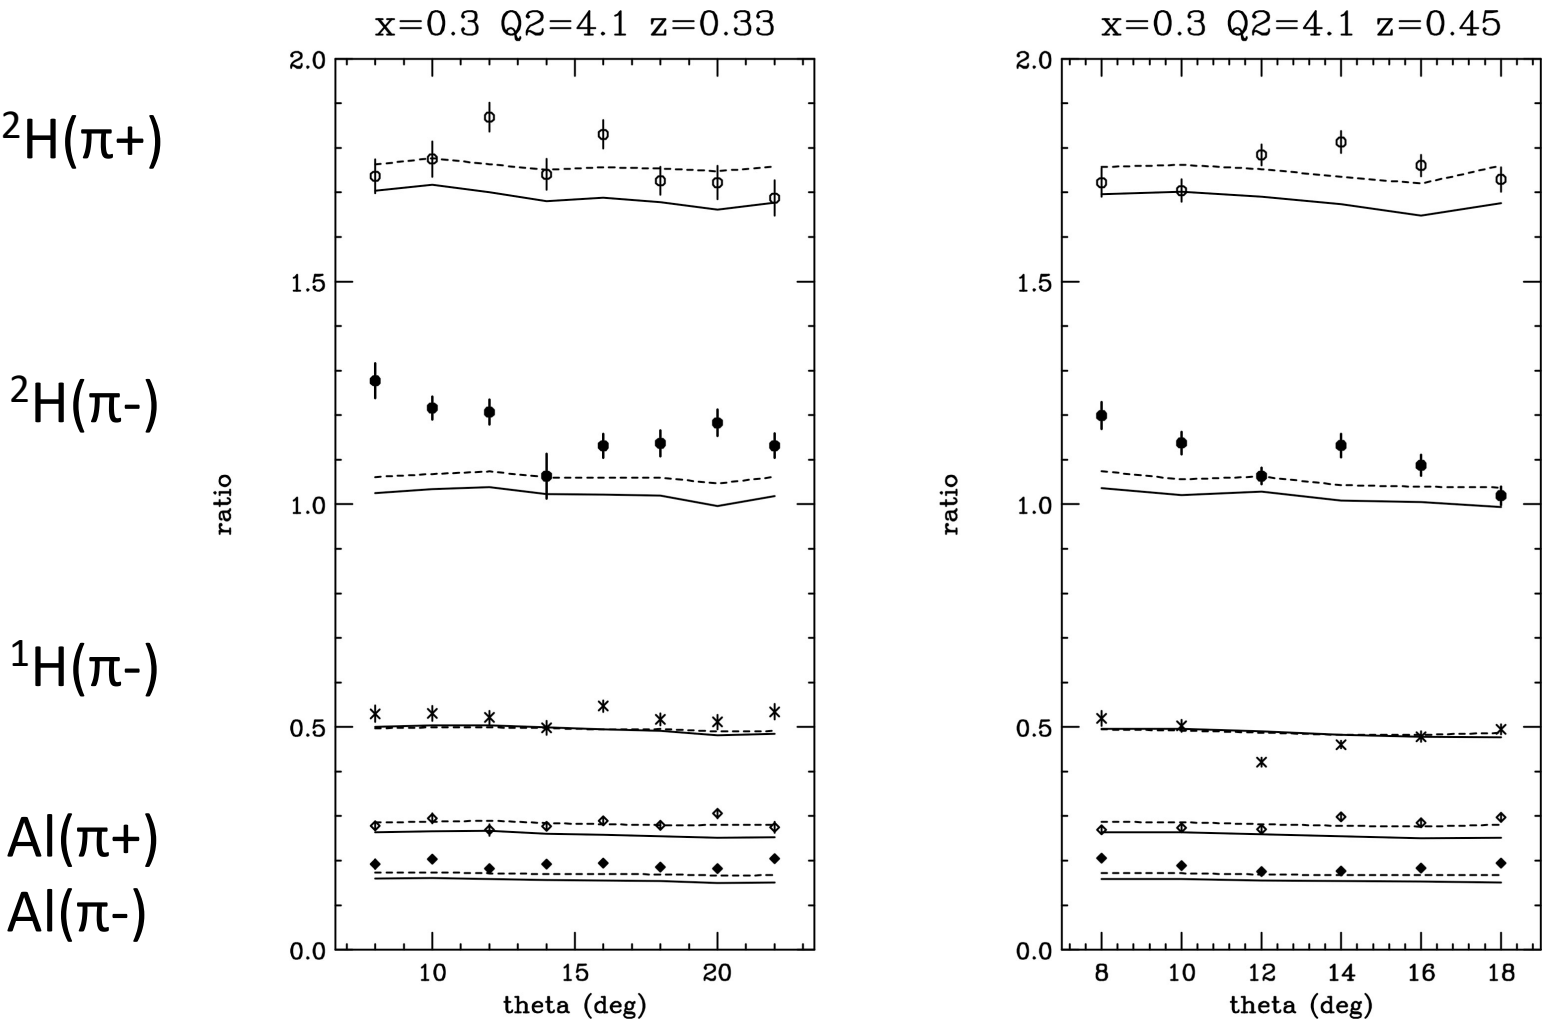 x=0.3 Q2=4.1 z=0.33
x=0.3 Q2=4.1 z=0.45
²H(π+)
²H(π-)
¹H(π-)
Al(π+)
Al(π-)
2.0
1.5
1.0
0.5
0.0
ratio
10 15 20
theta (deg)
2.0
1.5
1.0
0.5
0.0
ratio
8 10 12 14 16 18
theta (deg)